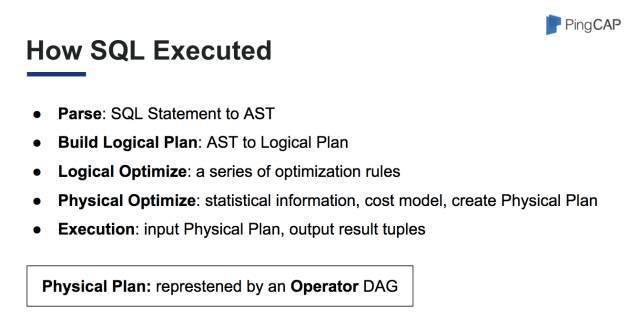 PingCAP
How SQL Executed
● Parse: SQL Statement to AST
● Build Logical Plan: AST to Logical Plan
● Logical Optimize: a series of optimization rules
● Physical Optimize: statistical information, cost model, create Physical Plan
● Execution: input Physical Plan, output result tuples
Physical Plan: represtened by an Operator DAG